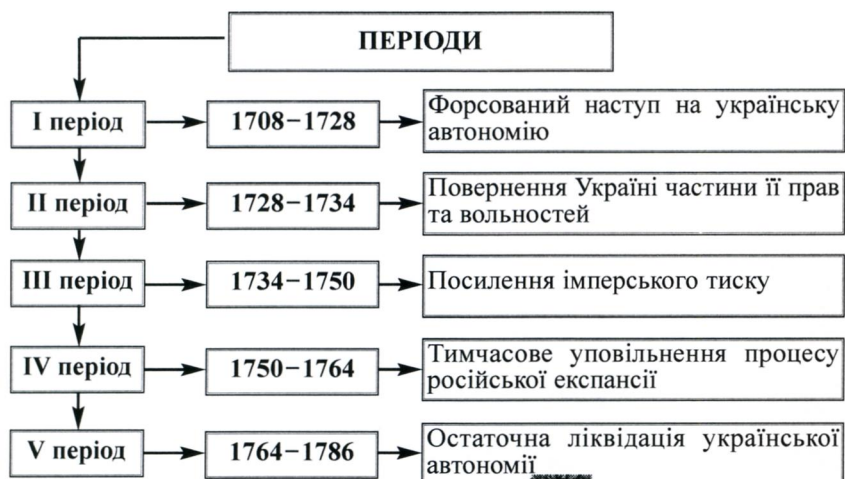 ПЕРІОДИ
І період
1708−1728
Форсований наступ на українську
автономію
ІІ період
1728−1734
Повернення Україні частини її прав
та вольностей
ІІІ період
1734−1750
Посилення імперського тиску
ІV період
1750−1764
Тимчасове уповільнення процесу
російської експансії
V період
1764−1786
Остаточна ліквідація української
автономії